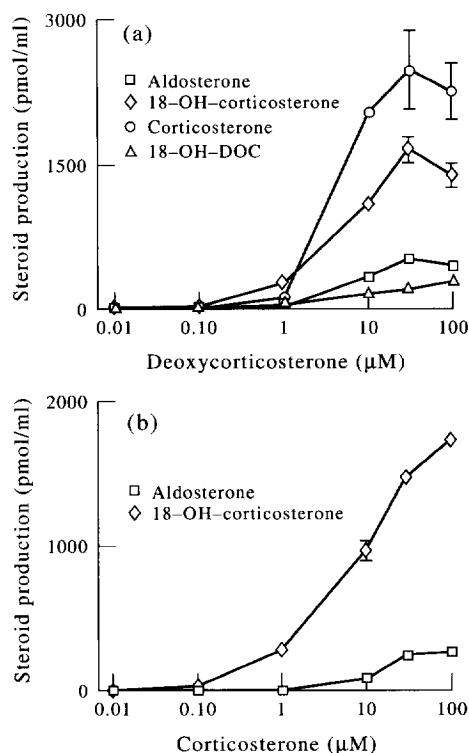 (a)
Steroid production (pmol/ml)
3000
1500
0
Aldosterone
18–OH–corticosterone
Corticosterone
18–OH–DOC
0.01 0.10 1 10 100
Deoxycorticosterone (μM)
(b)
Steroid production (pmol/ml)
2000
1000
0
Aldosterone
18–OH–corticosterone
0.01 0.10 1 10 100
Corticosterone (μM)